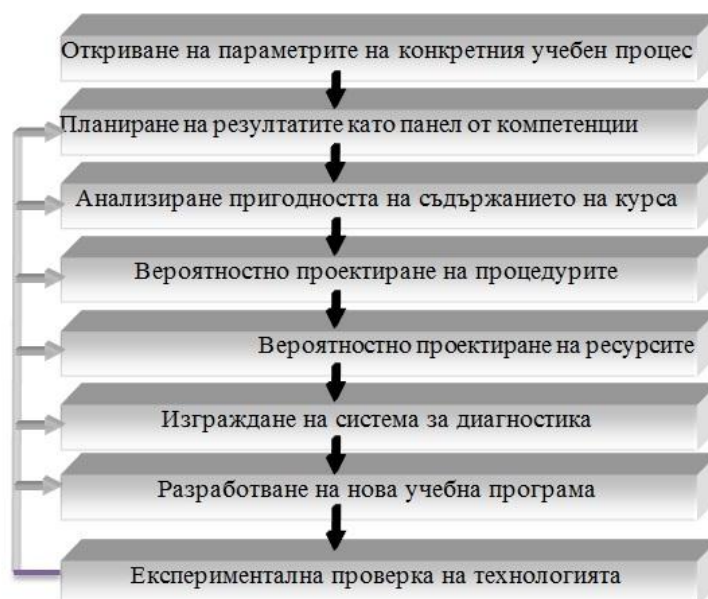 Откриване на параметрите на конкретния учебен процес
Планиране на резултатите като панел от компетенции
Анализиране пригодността на съдържанието на курса
Вероятностно проектиране на процедурите
Вероятностно проектиране на ресурсите
Изграждане на система за диагностика
Разработване на нова учебна програма
Експериментална проверка на технологията